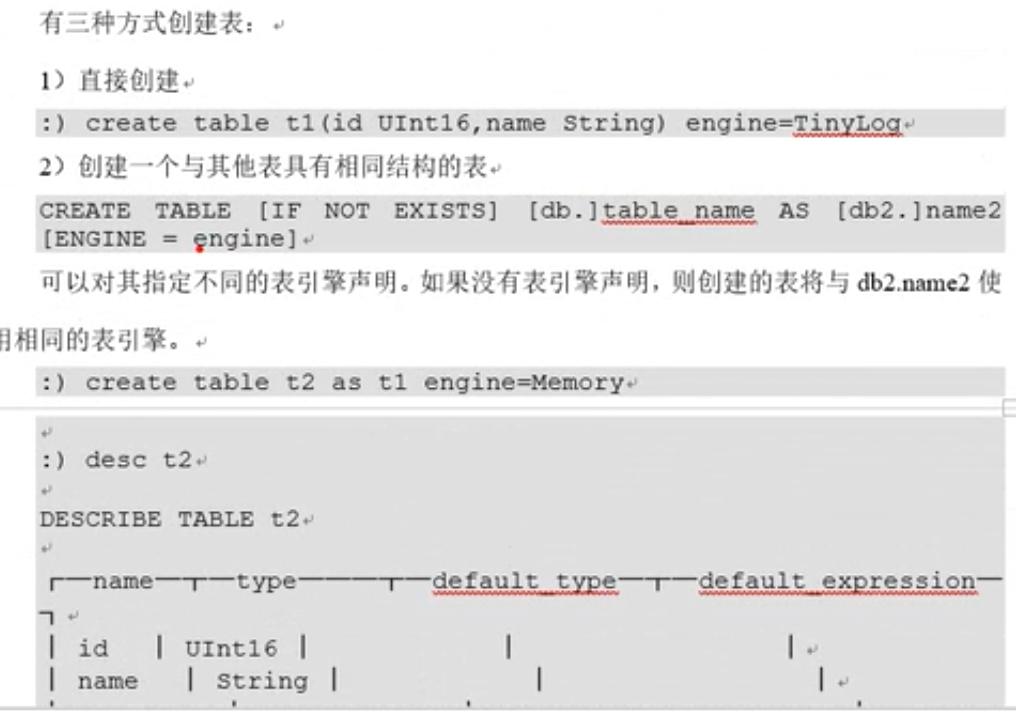 有三种方式创建表：
1）直接创建
:) create table t1(id UInt16,name String) engine=TinyLog
2）创建一个与其他表具有相同结构的表
CREATE TABLE [IF NOT EXISTS] [db.]table_name AS [db2.]name2
[ENGINE = engine]
可以对其指定不同的表引擎声明。如果没有表引擎声明，则创建的表将与 db2.name2 使
用相同的表引擎。
:) create table t2 as t1 engine=Memory
:) desc t2
DESCRIBE TABLE t2
┌──name──┬──type─────┬──default_type──┬──default_expression─
┐
│ id │ UInt16 │ │ │
│ name │ String │ │ │